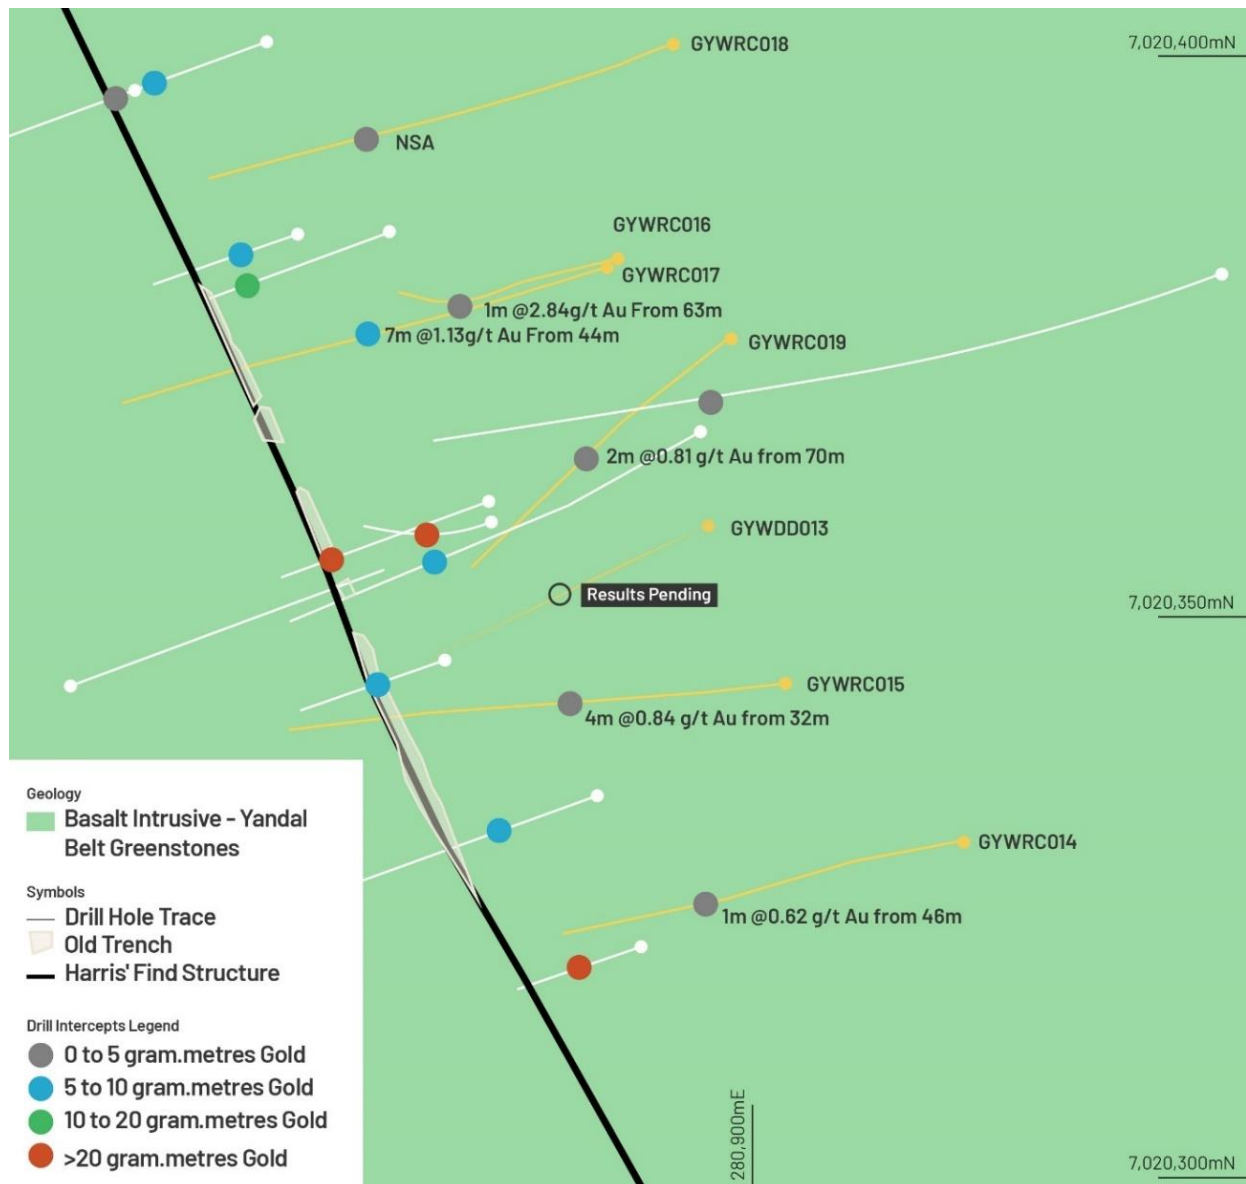 GYWRC018
7,020,400mN
NSA
GYWRC016
GYWRC017
1m @2.84g/t Au From 63m
7m @1.13g/t Au From 44m
GYWRC019
2m @0.81 g/t Au from 70m
GYWDD013
Results Pending
7,020,350mN
GYWRC015
4m @0.84 g/t Au from 32m
GYWRC014
1m @0.62 g/t Au from 46m
Geology
Basalt Intrusive - Yandal
Belt Greenstones
Symbols
Drill Hole Trace
Old Trench
Harris' Find Structure
Drill Intercepts Legend
0 to 5 gram.metres Gold
5 to 10 gram.metres Gold
10 to 20 gram.metres Gold
>20 gram.metres Gold
280,900mE
7,020,300mN